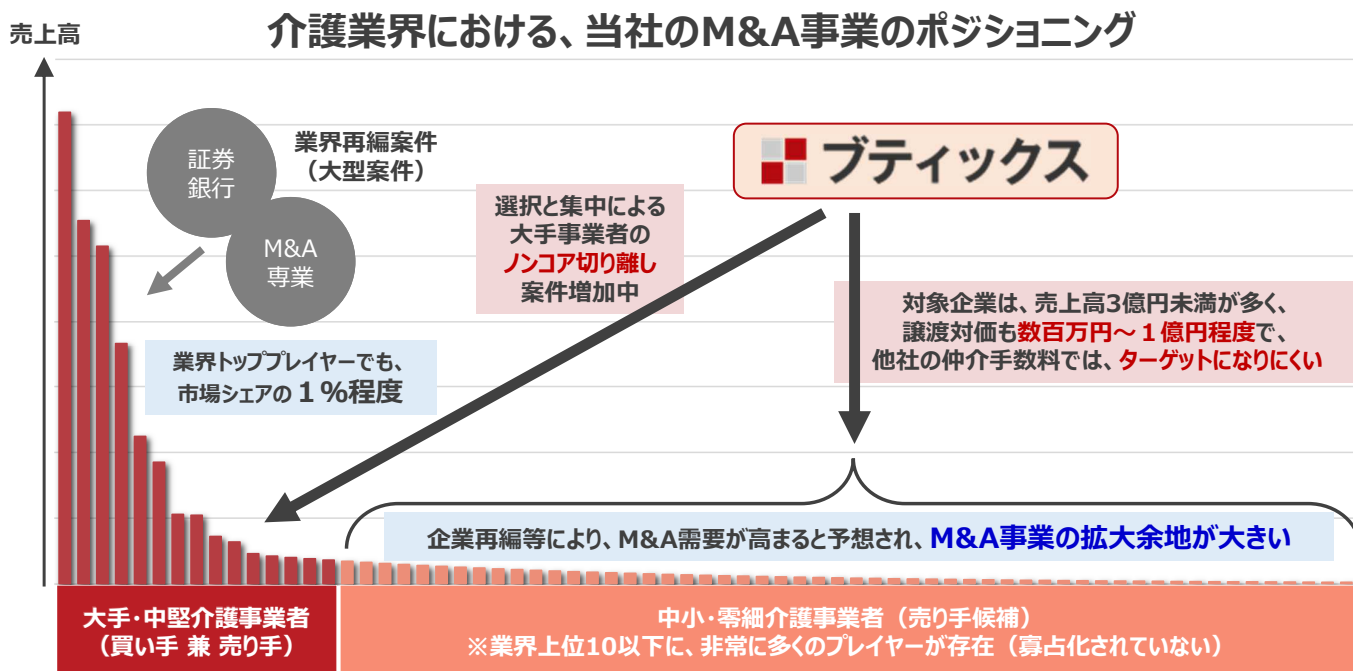 介護業界における、当社のM&A事業のポジショニング
売上高
証券
銀行
業界再編案件
（大型案件）
M&A
専業
ブティックス
選択と集中による
大手事業者の
ノンコア切り離し
案件増加中
対象企業は、売上高3億円未満が多く、
譲渡対価も数百万円～１億円程度で、
他社の仲介手数料では、ターゲットになりにくい
業界トッププレイヤーでも、
市場シェアの１%程度
企業再編等により、M&A需要が高まると予想され、M&A事業の拡大余地が大きい
大手・中堅介護事業者
（買い手 兼 売り手）
中小・零細介護事業者（売り手候補）
※業界上位10以下に、非常に多くのプレイヤーが存在（寡占化されていない）